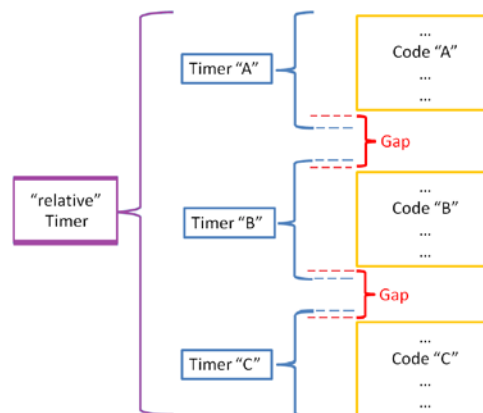 ...
Code "A"
...
...
Timer “A”
Gap
“relative”
Timer
...
Code “B”
...
...
Timer “B”
Gap
...
Code “C”
...
...
Timer “C”